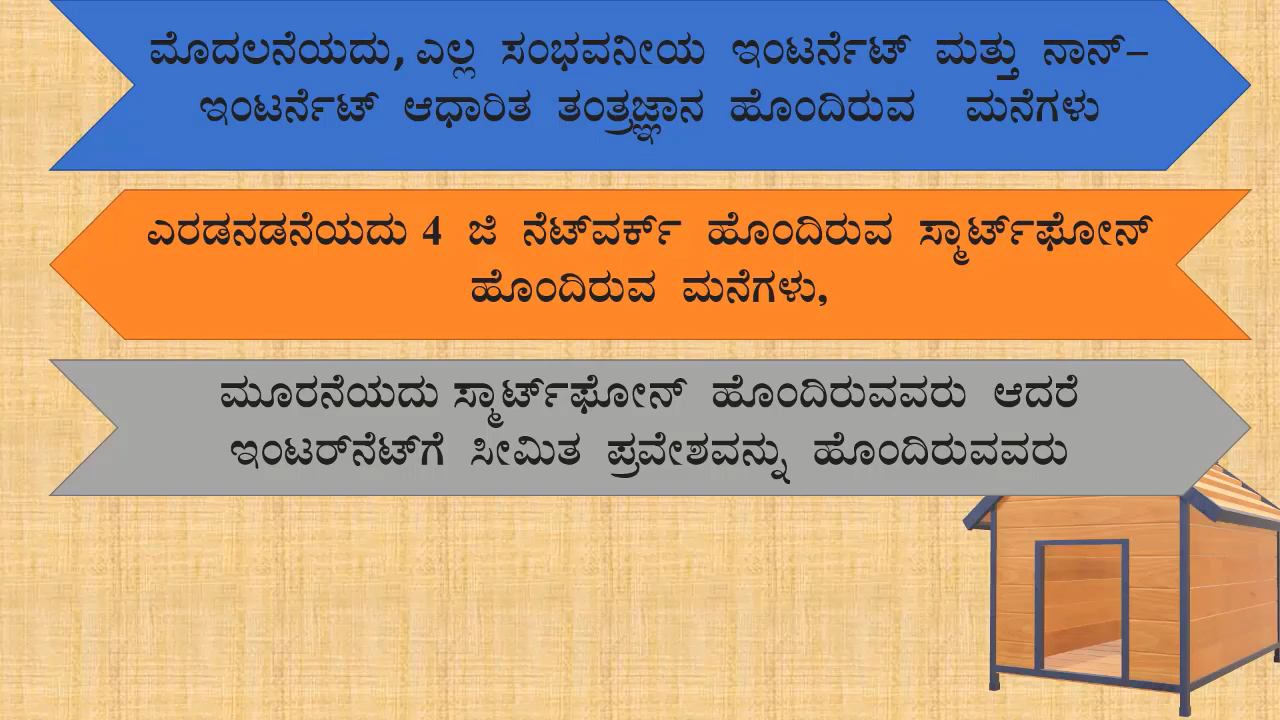 ಮೊದಲನೆಯದು, ಎಲ್ಲ ಸಂಭವನೀಯ ಇಂಟರ್ನೆಟ್ ಮತ್ತು ನಾನ್-
ಇಂಟರ್ನೆಟ್ ಆಧಾರಿತ ತಂತ್ರಜ್ಞಾನ ಹೊಂದಿರುವ ಮನೆಗಳು
ಎರಡನಡನೆಯದು 4 ಜಿ ನೆಟ್‌ವರ್ಕ್ ಹೊಂದಿರುವ ಸ್ಮಾರ್ಟ್‌ಫೋನ್
ಹೊಂದಿರುವ ಮನೆಗಳು,
ಮೂರನೆಯದು ಸ್ಮಾರ್ಟ್‌ಫೋನ್ ಹೊಂದಿರುವವರು ಆದರೆ
ಇಂಟರ್‌ನೆಟ್‌ಗೆ ಸೀಮಿತ ಪ್ರವೇಶವನ್ನು ಹೊಂದಿರುವವರು